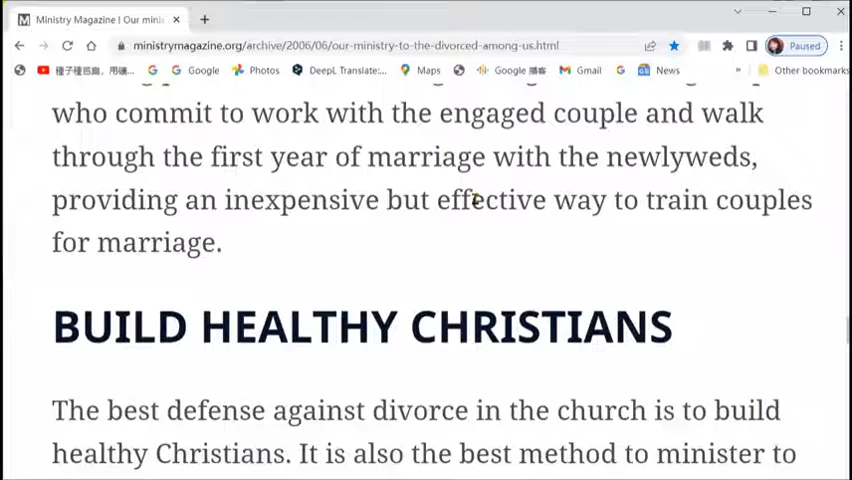 Ministry Magazine | Our minis
ministrymagazine.org/archive/2006/06/our-ministry-to-the-divorced-among-us.html
Paused
Google
Photos
DeepL Translate:...
Maps
Google 播客
Gmail
News
»
Other bookmarks
who commit to work with the engaged couple and walk
through the first year of marriage with the newlyweds,
providing an inexpensive but effective way to train couples
for marriage.
BUILD HEALTHY CHRISTIANS
The best defense against divorce in the church is to build
healthy Christians. It is also the best method to minister to